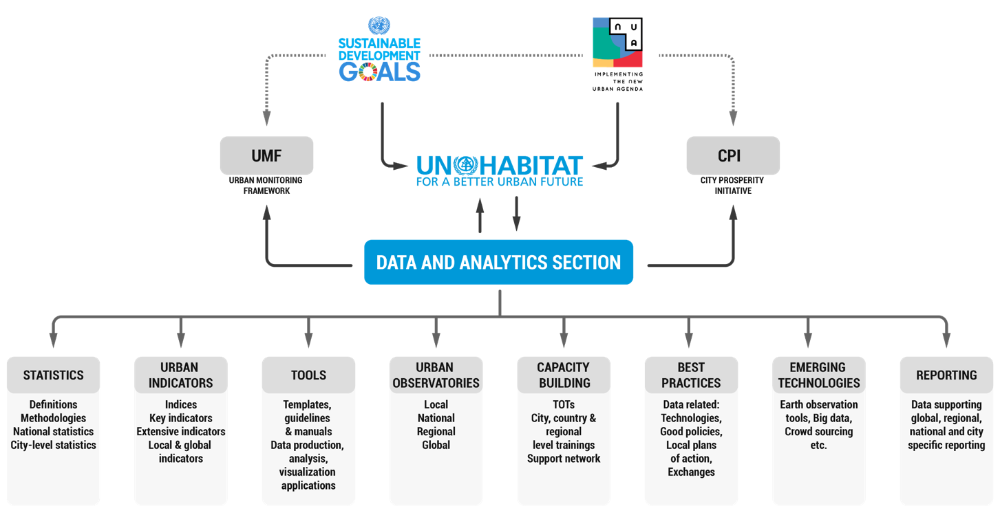 SUSTAINABLE
DEVELOPMENT
GOALS
N U
A
IMPLEMENTING
THE NEW
URBAN AGENDA
UMF
URBAN MONITORING
FRAMEWORK
UN HABITAT
FOR A BETTER URBAN FUTURE
CPI
CITY PROSPERITY
INITIATIVE
DATA AND ANALYTICS SECTION
STATISTICS
Definitions
Methodologies
National statistics
City-level statistics
URBAN
INDICATORS
Indices
Key indicators
Extensive indicators
Local & global
indicators
TOOLS
Templates,
guidelines
& manuals
Data production,
analysis,
visualization
applications
URBAN
OBSERVATORIES
Local
National
Regional
Global
CAPACITY
BUILDING
TOTs
City, country &
regional
level trainings
Support network
BEST
PRACTICES
Data related:
Technologies,
Good policies,
Local plans
of action,
Exchanges
EMERGING
TECHNOLOGIES
Earth observation
tools, Big data,
Crowd sourcing
etc.
REPORTING
Data supporting
global, regional,
national and city
specific reporting